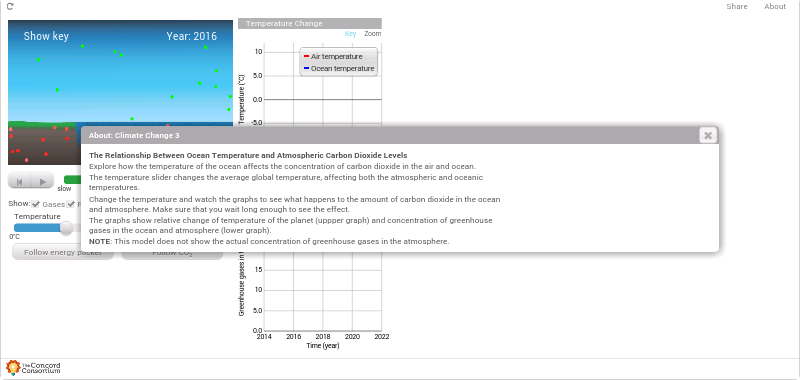 Share About
Show key
Year: 2016
Temperature Change
Key Zoom
Air temperature
Ocean temperature
10
5.0
0.0
-5.0
Temperature (°C)
About: Climate Change 3
The Relationship Between Ocean Temperature and Atmospheric Carbon Dioxide Levels
Explore how the temperature of the ocean affects the concentration of carbon dioxide in the air and ocean.
The temperature slider changes the average global temperature, affecting both the atmospheric and oceanic
temperatures.
Change the temperature and watch the graphs to see what happens to the amount of carbon dioxide in the ocean
and atmosphere. Make sure that you wait long enough to see the effect.
The graphs show relative change of temperature of the planet (uppper graph) and concentration of greenhouse
gases in the ocean and atmosphere (lower graph).
NOTE: This model does not show the actual concentration of greenhouse gases in the atmosphere.
slow
Show: Gases
Temperature
0°C
Follow energy packet
Follow CO2
Greenhouse gases in
15
10
5.0
0.0
2014 2016 2018 2020 2022
Time (year)
The Concord
Consortium